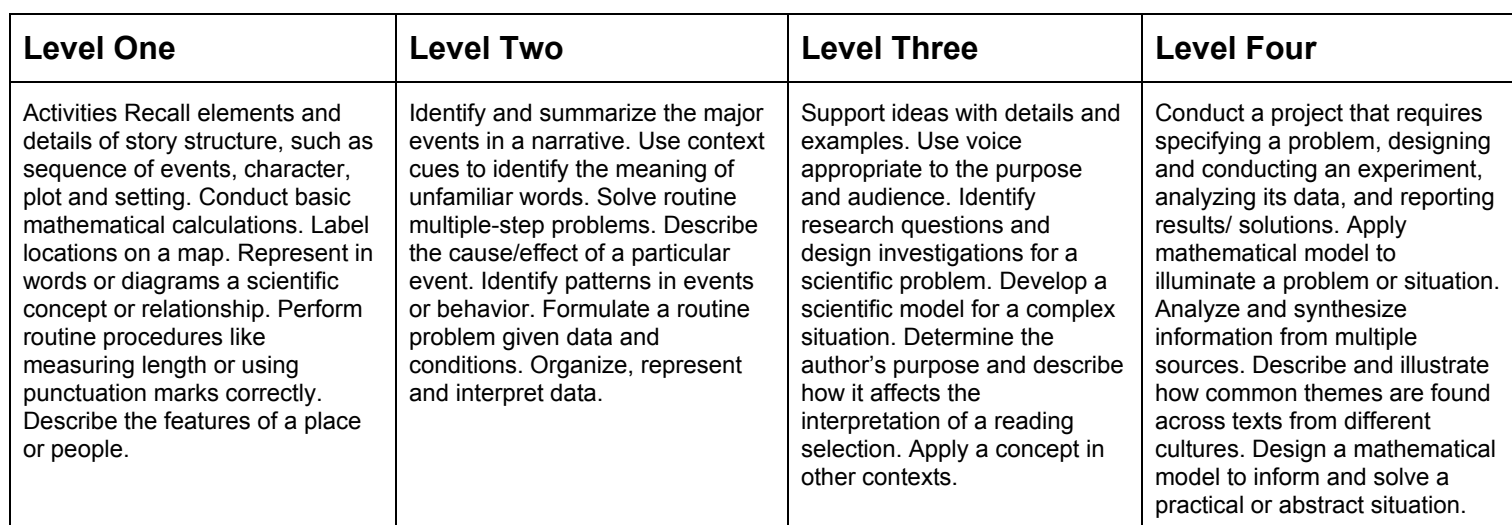 Level One
Level Two
Level Three
Level Four
Activities Recall elements and
details of story structure, such as
sequence of events, character,
plot and setting. Conduct basic
mathematical calculations. Label
locations on a map. Represent in
words or diagrams a scientific
concept or relationship. Perform
routine procedures like
measuring length or using
punctuation marks correctly.
Describe the features of a place
or people.
Identify and summarize the major
events in a narrative. Use context
cues to identify the meaning of
unfamiliar words. Solve routine
multiple-step problems. Describe
the cause/effect of a particular
event. Identify patterns in events
or behavior. Formulate a routine
problem given data and
conditions. Organize, represent
and interpret data.
Support ideas with details and
examples. Use voice
appropriate to the purpose
and audience. Identify
research questions and
design investigations for a
scientific problem. Develop a
scientific model for a complex
situation. Determine the
author’s purpose and describe
how it affects the
interpretation of a reading
selection. Apply a concept in
other contexts.
Conduct a project that requires
specifying a problem, designing
and conducting an experiment,
analyzing its data, and reporting
results/ solutions. Apply
mathematical model to
illuminate a problem or situation.
Analyze and synthesize
information from multiple
sources. Describe and illustrate
how common themes are found
across texts from different
cultures. Design a mathematical
model to inform and solve a
practical or abstract situation.